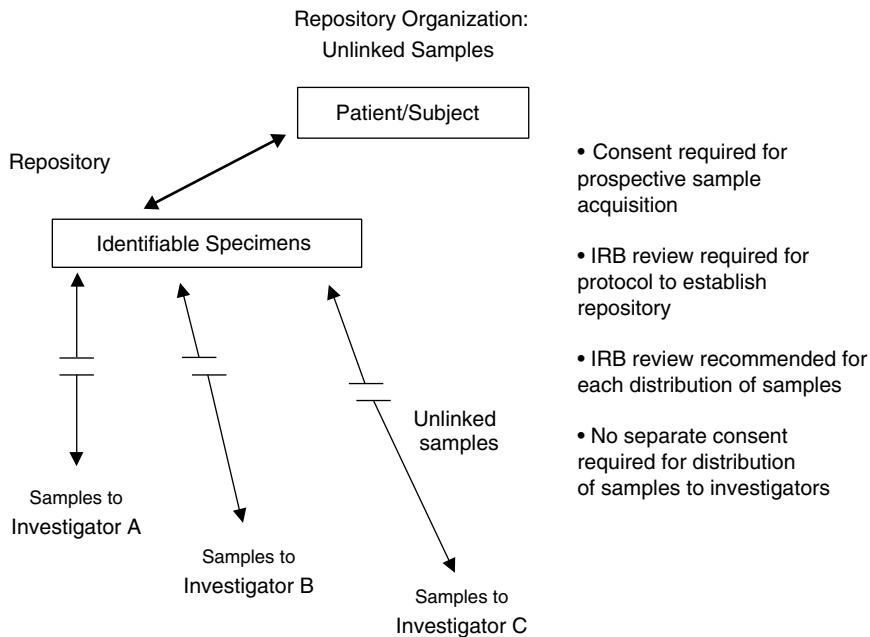 Repository Organization:
Unlinked Samples
Patient/Subject
Repository
Identifiable Specimens
Unlinked
samples
Samples to
Investigator A
Samples to
Investigator B
Samples to
Investigator C
• Consent required for
prospective sample
acquisition
• IRB review required for
protocol to establish
repository
• IRB review recommended for
each distribution of samples
• No separate consent
required for distribution
of samples to investigators